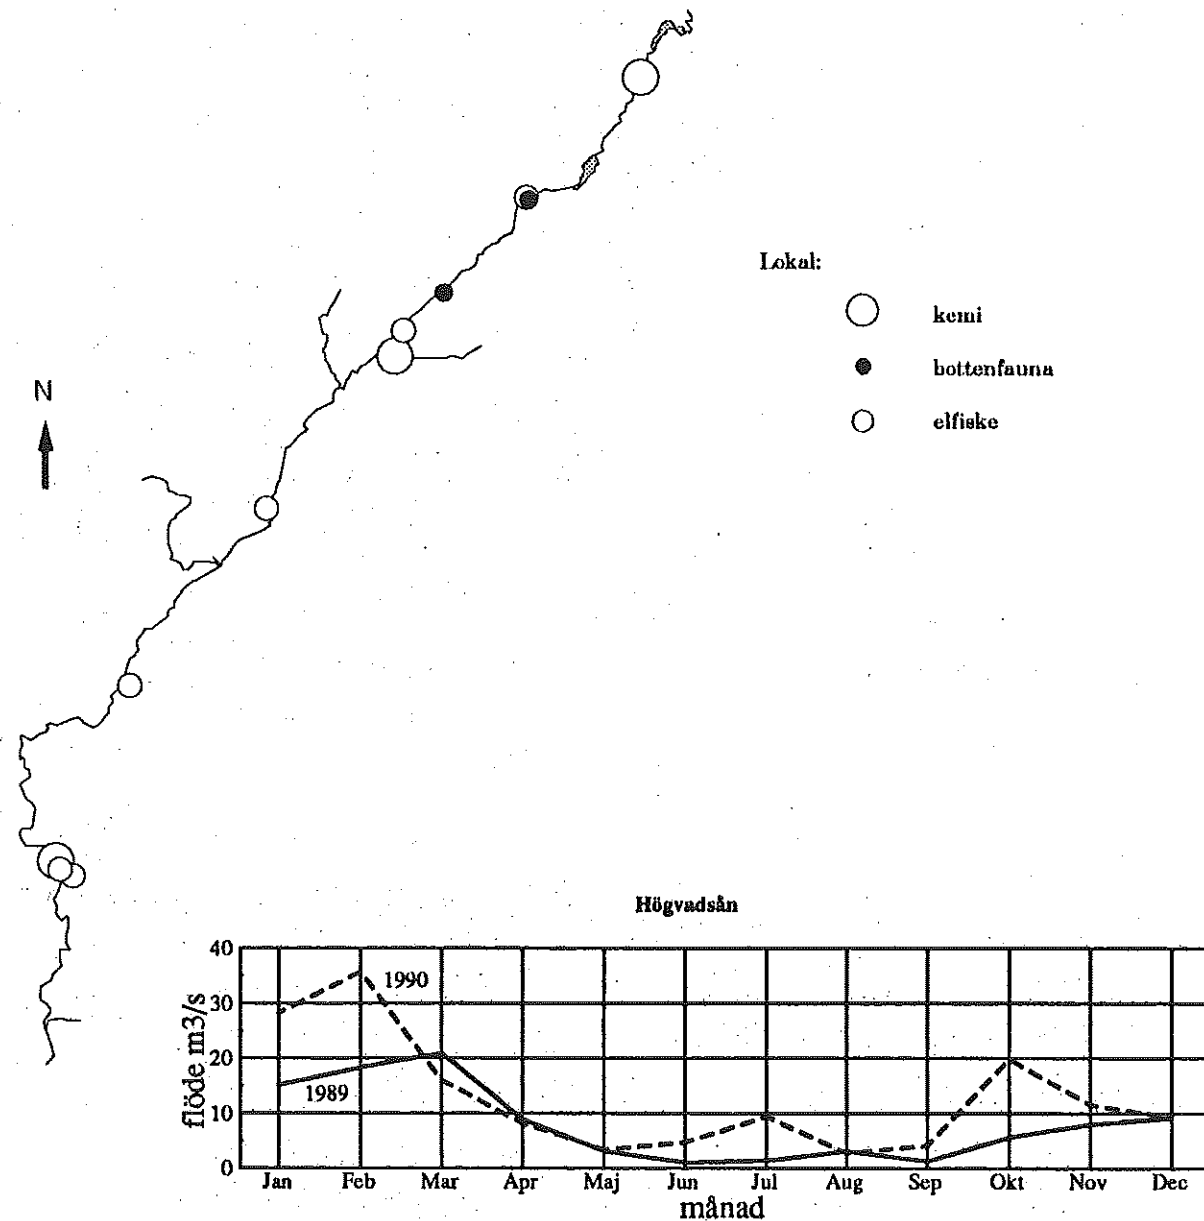 Lokal:
kemi
bottenfauna
elfiske
N
Högvadsån
flöde m3/s
40
30
20
10
0
1990
1989
Jan Feb Mar Apr Maj Jun Jul Aug Sep Okt Nov Dec
månad